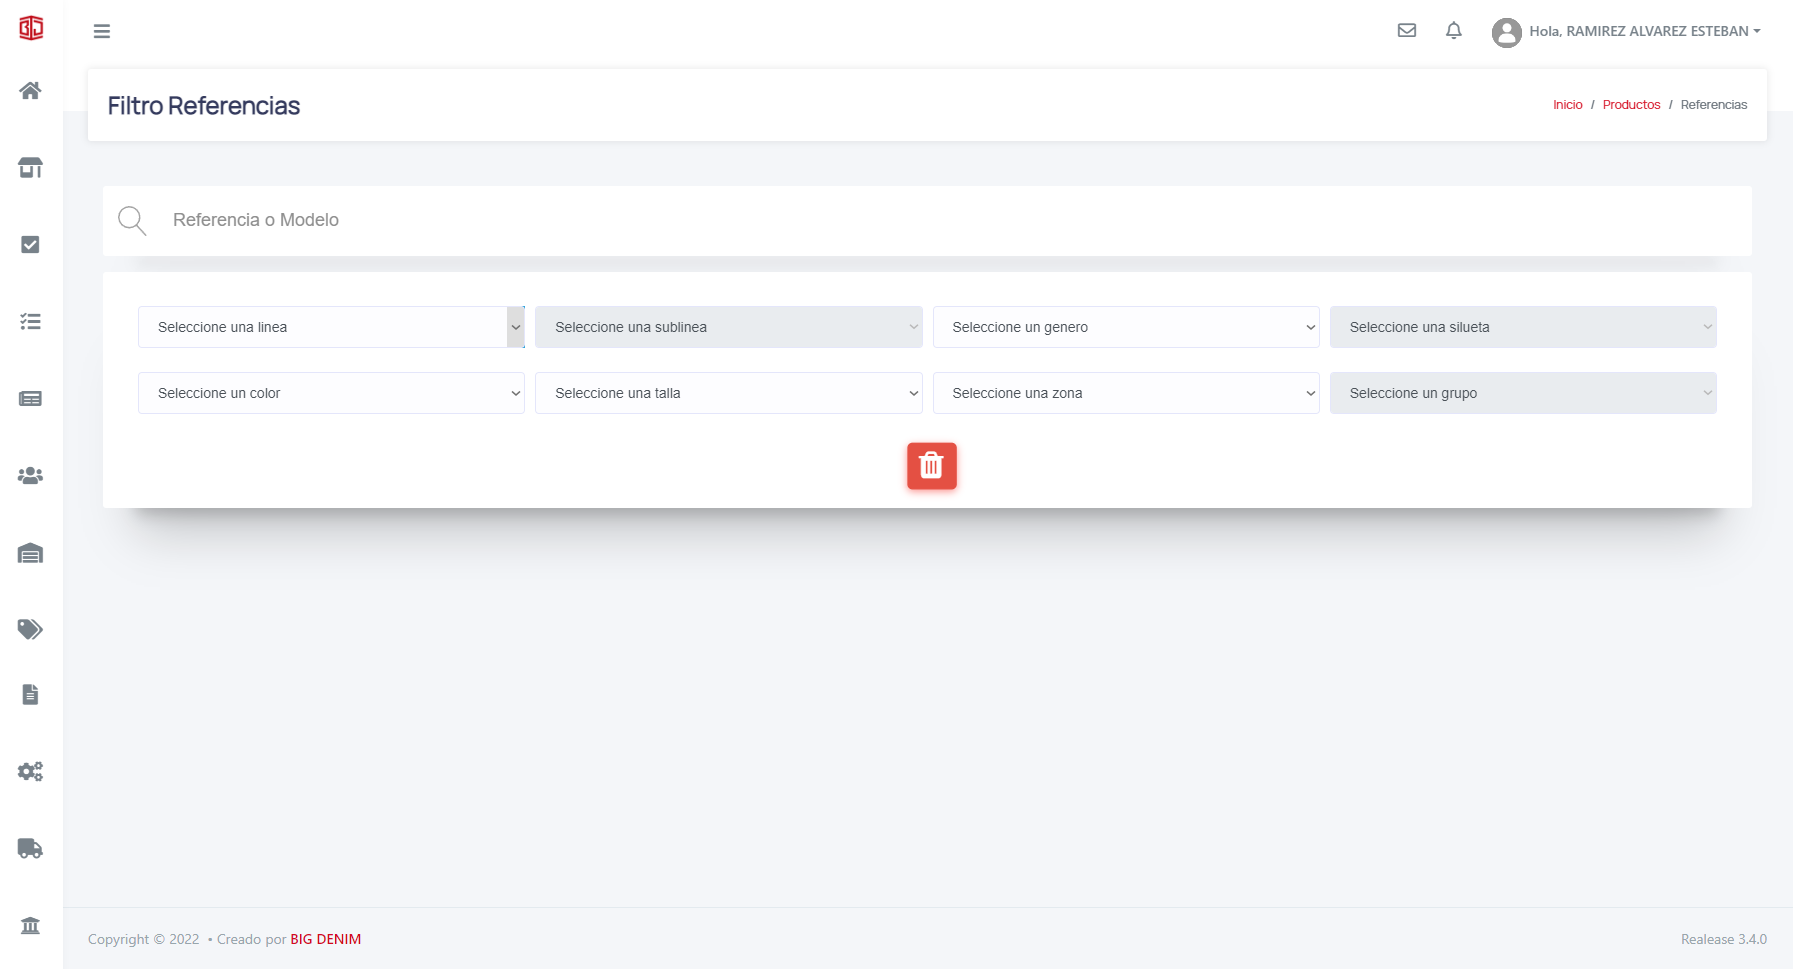 Hola, RAMIREZ ALVAREZ ESTEBAN
Filtro Referencias
Inicio / Productos / Referencias
Referencia o Modelo
Seleccione una linea
Seleccione una sublinea
Seleccione un genero
Seleccione una silueta
Seleccione un color
Seleccione una talla
Seleccione una zona
Seleccione un grupo
Copyright © 2022 • Creado por BIG DENIM
Realease 3.4.0